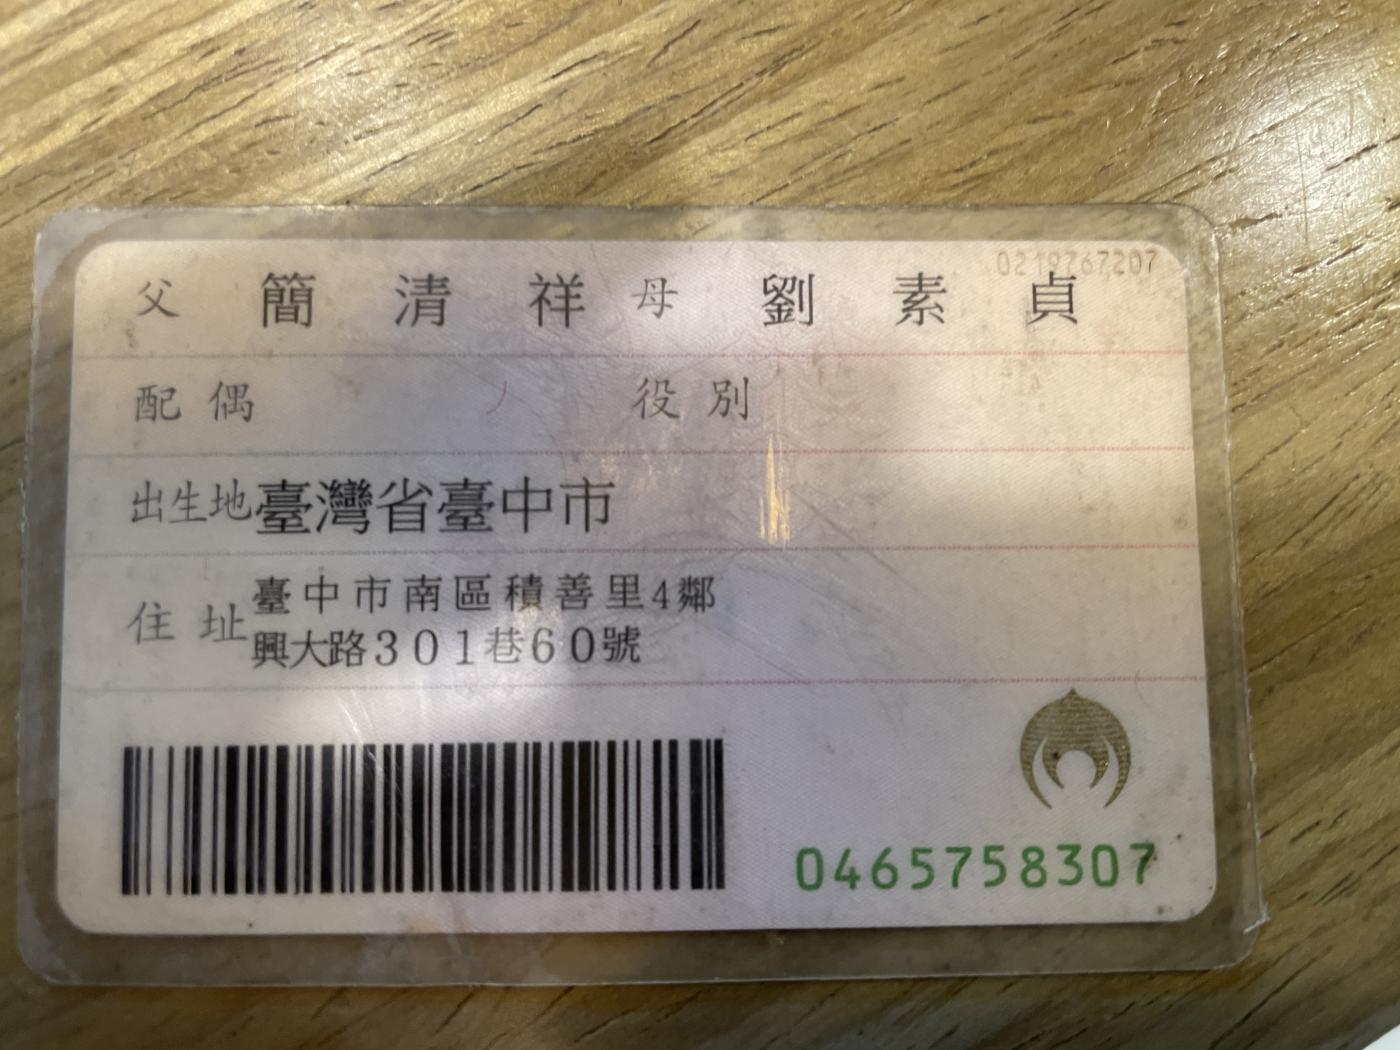 0219767207
父 簡 清 祥 母 劉 素 貞
配偶 役別
出生地 臺灣省臺中市
住址 臺中市南區積善里4鄰
興大路301巷60號
0465758307